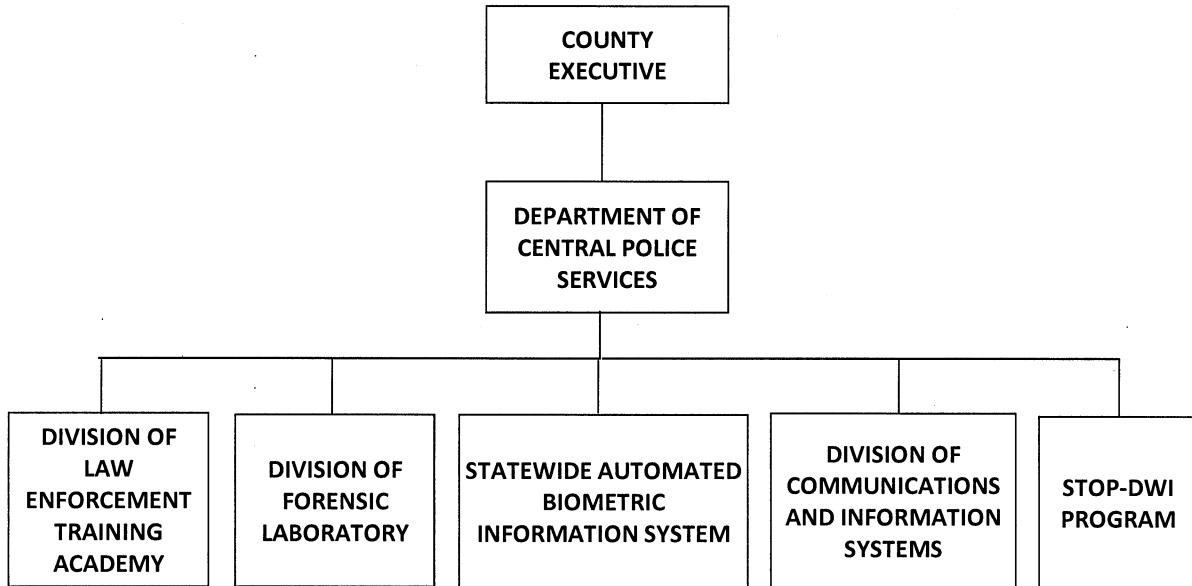 COUNTY
EXECUTIVE
DEPARTMENT OF
CENTRAL POLICE
SERVICES
DIVISION OF
LAW
ENFORCEMENT
TRAINING
ACADEMY
DIVISION OF
FORENSIC
LABORATORY
STATEWIDE AUTOMATED
BIOMETRIC
INFORMATION SYSTEM
DIVISION OF
COMMUNICATIONS
AND INFORMATION
SYSTEMS
STOP-DWI
PROGRAM